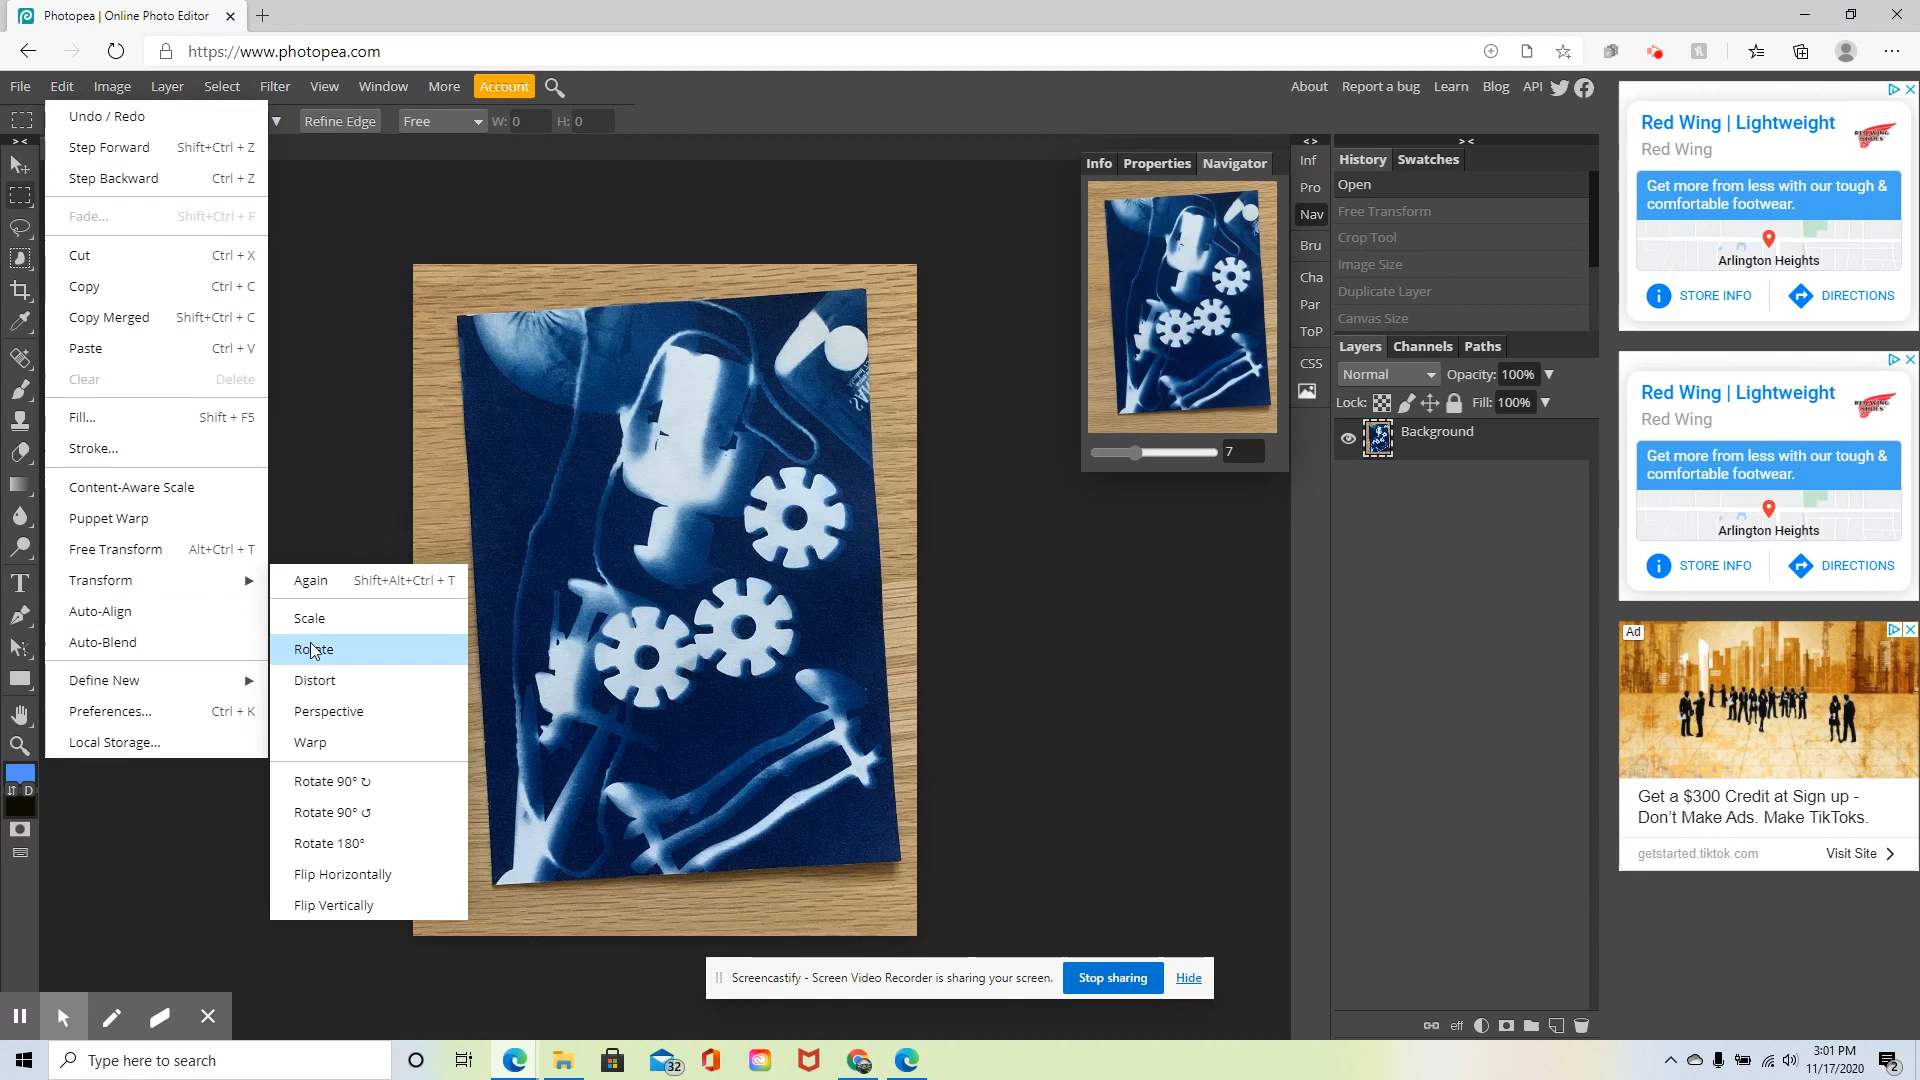 Photopea | Online Photo Editor
https://www.photopea.com
File Edit Image Layer Select Filter View Window More Account
About Report a bug Learn Blog API
Refine Edge Free W: 0 H: 0
Undo / Redo
Step Forward Shift+Ctrl + Z
Step Backward Ctrl + Z
Fade... Shift+Ctrl + F
Cut Ctrl + X
Copy Ctrl + C
Copy Merged Shift+Ctrl + C
Paste Ctrl + V
Clear Delete
Fill... Shift + F5
Stroke...
Content-Aware Scale
Puppet Warp
Free Transform Alt+Ctrl + T
Transform
Auto-Align
Auto-Blend
Define New
Preferences... Ctrl + K
Local Storage...
Again Shift+Alt+Ctrl + T
Scale
Rotate
Distort
Perspective
Warp
Rotate 90° ↻
Rotate 90° ↺
Rotate 180°
Flip Horizontally
Flip Vertically
Info Properties Navigator
7
Inf
Pro
Nav
Bru
Cha
Par
ToP
CSS
History Swatches
Open
Free Transform
Crop Tool
Image Size
Duplicate Layer
Canvas Size
Layers Channels Paths
Normal Opacity: 100%
Lock: Fill: 100%
Background
eff
D
Red Wing | Lightweight
Red Wing
RED WING
SHOES
Get more from less with our tough &
comfortable footwear.
Arlington Heights
STORE INFO DIRECTIONS
Red Wing | Lightweight
Red Wing
RED WING
SHOES
Get more from less with our tough &
comfortable footwear.
Arlington Heights
STORE INFO DIRECTIONS
Ad
Get a $300 Credit at Sign up -
Don't Make Ads. Make TikToks.
getstarted.tiktok.com Visit Site
Screencastify - Screen Video Recorder is sharing your screen. Stop sharing Hide
Type here to search
32
3:01 PM
11/17/2020
2